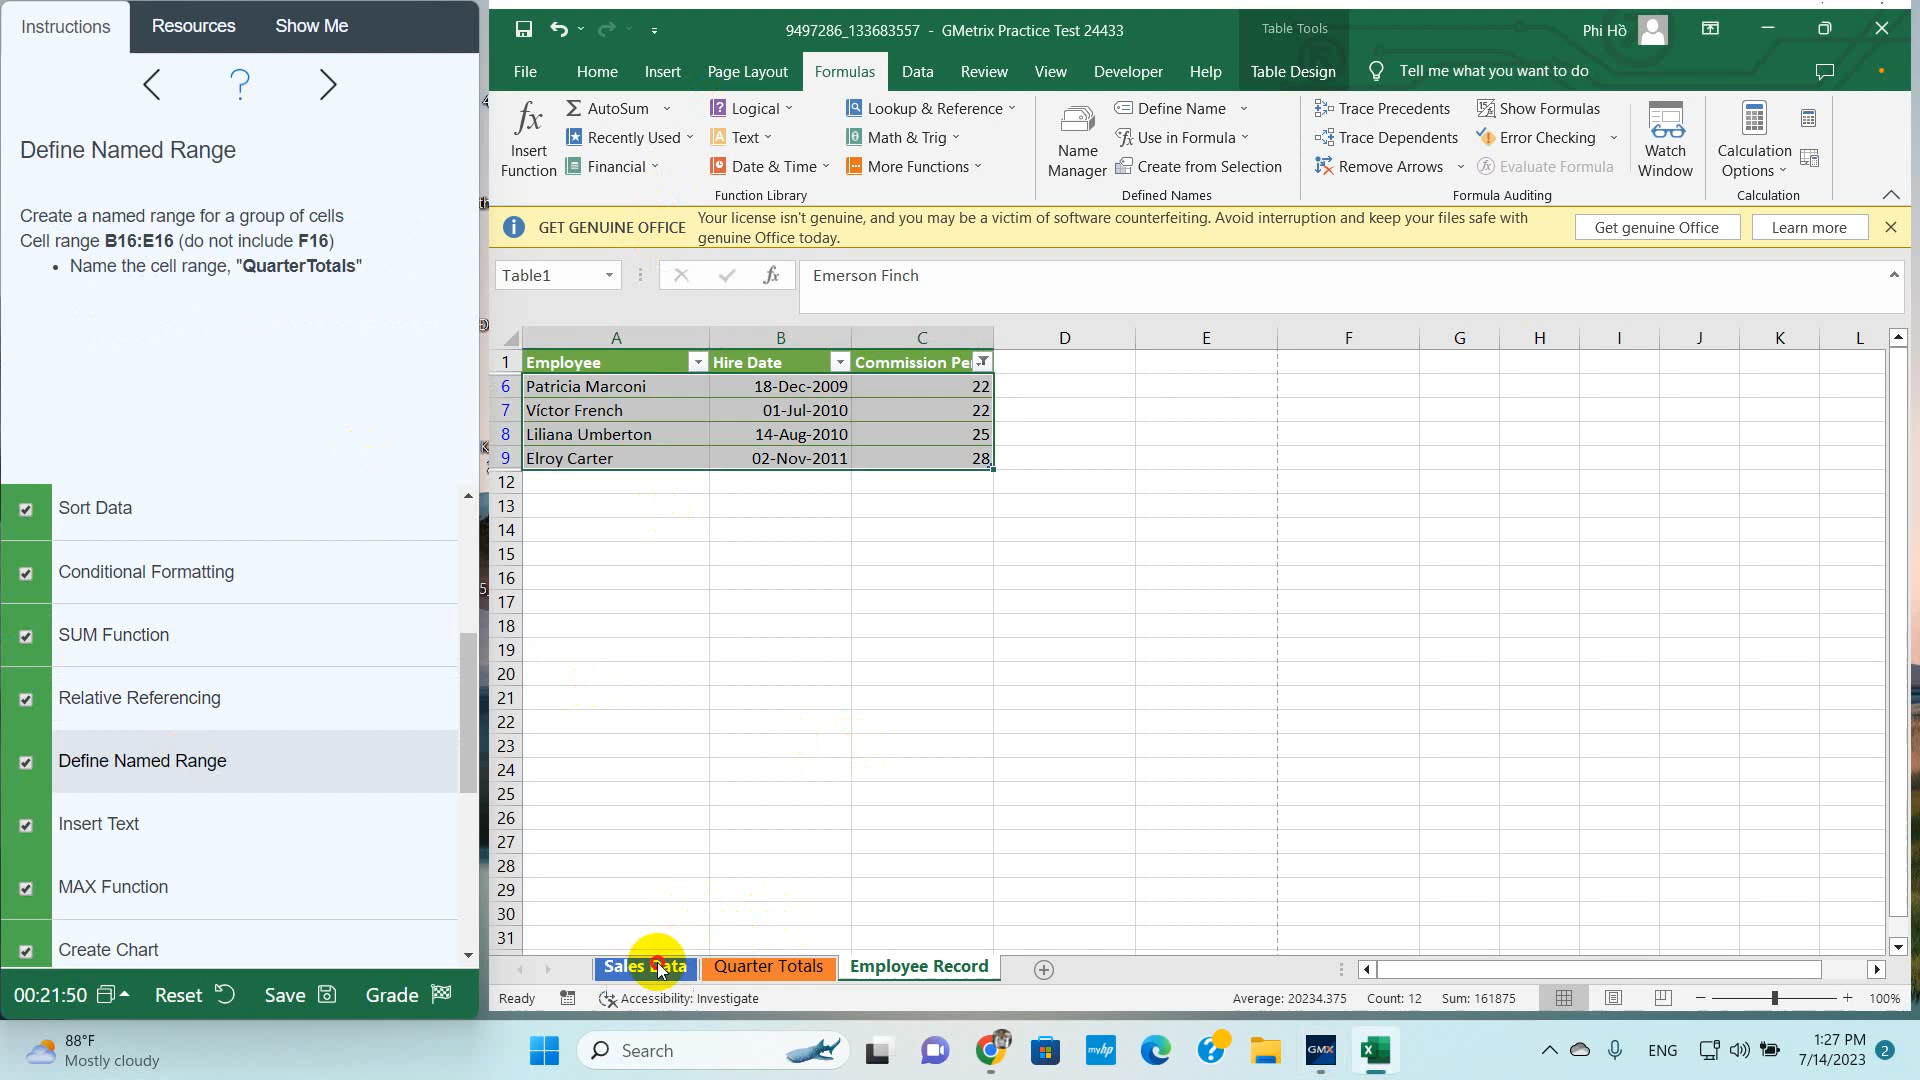 Instructions
Resources
Show Me
Define Named Range
Create a named range for a group of cells
Cell range B16:E16 (do not include F16)
• Name the cell range, "QuarterTotals"
Sort Data
Conditional Formatting
SUM Function
Relative Referencing
Define Named Range
Insert Text
MAX Function
Create Chart
00:21:50
Reset
Save
Grade
9497286_133683557 - GMetrix Practice Test 24433
Table Tools
Phi Hồ
File
Home
Insert
Page Layout
Formulas
Data
Review
View
Developer
Help
Table Design
Tell me what you want to do
fx
Insert
Function
AutoSum
Recently Used
Financial
Logical
Text
Date & Time
Lookup & Reference
Math & Trig
More Functions
Function Library
Name
Manager
Define Name
Use in Formula
Create from Selection
Defined Names
Trace Precedents
Trace Dependents
Remove Arrows
Show Formulas
Error Checking
Evaluate Formula
Formula Auditing
Watch
Window
Calculation
Options
Calculation
GET GENUINE OFFICE
Your license isn't genuine, and you may be a victim of software counterfeiting. Avoid interruption and keep your files safe with
genuine Office today.
Get genuine Office
Learn more
Table1
fx
Emerson Finch
A B C D E F G H I J K L
1 Employee Hire Date Commission Pe
6 Patricia Marconi 18-Dec-2009 22
7 Víctor French 01-Jul-2010 22
8 Liliana Umberton 14-Aug-2010 25
9 Elroy Carter 02-Nov-2011 28
12
13
14
15
16
17
18
19
20
21
22
23
24
25
26
27
28
29
30
31
Sales Data
Quarter Totals
Employee Record
Ready
Accessibility: Investigate
Average: 20234.375
Count: 12
Sum: 161875
100%
88°F
Mostly cloudy
Search
myhp
GMX
ENG
1:27 PM
7/14/2023
2